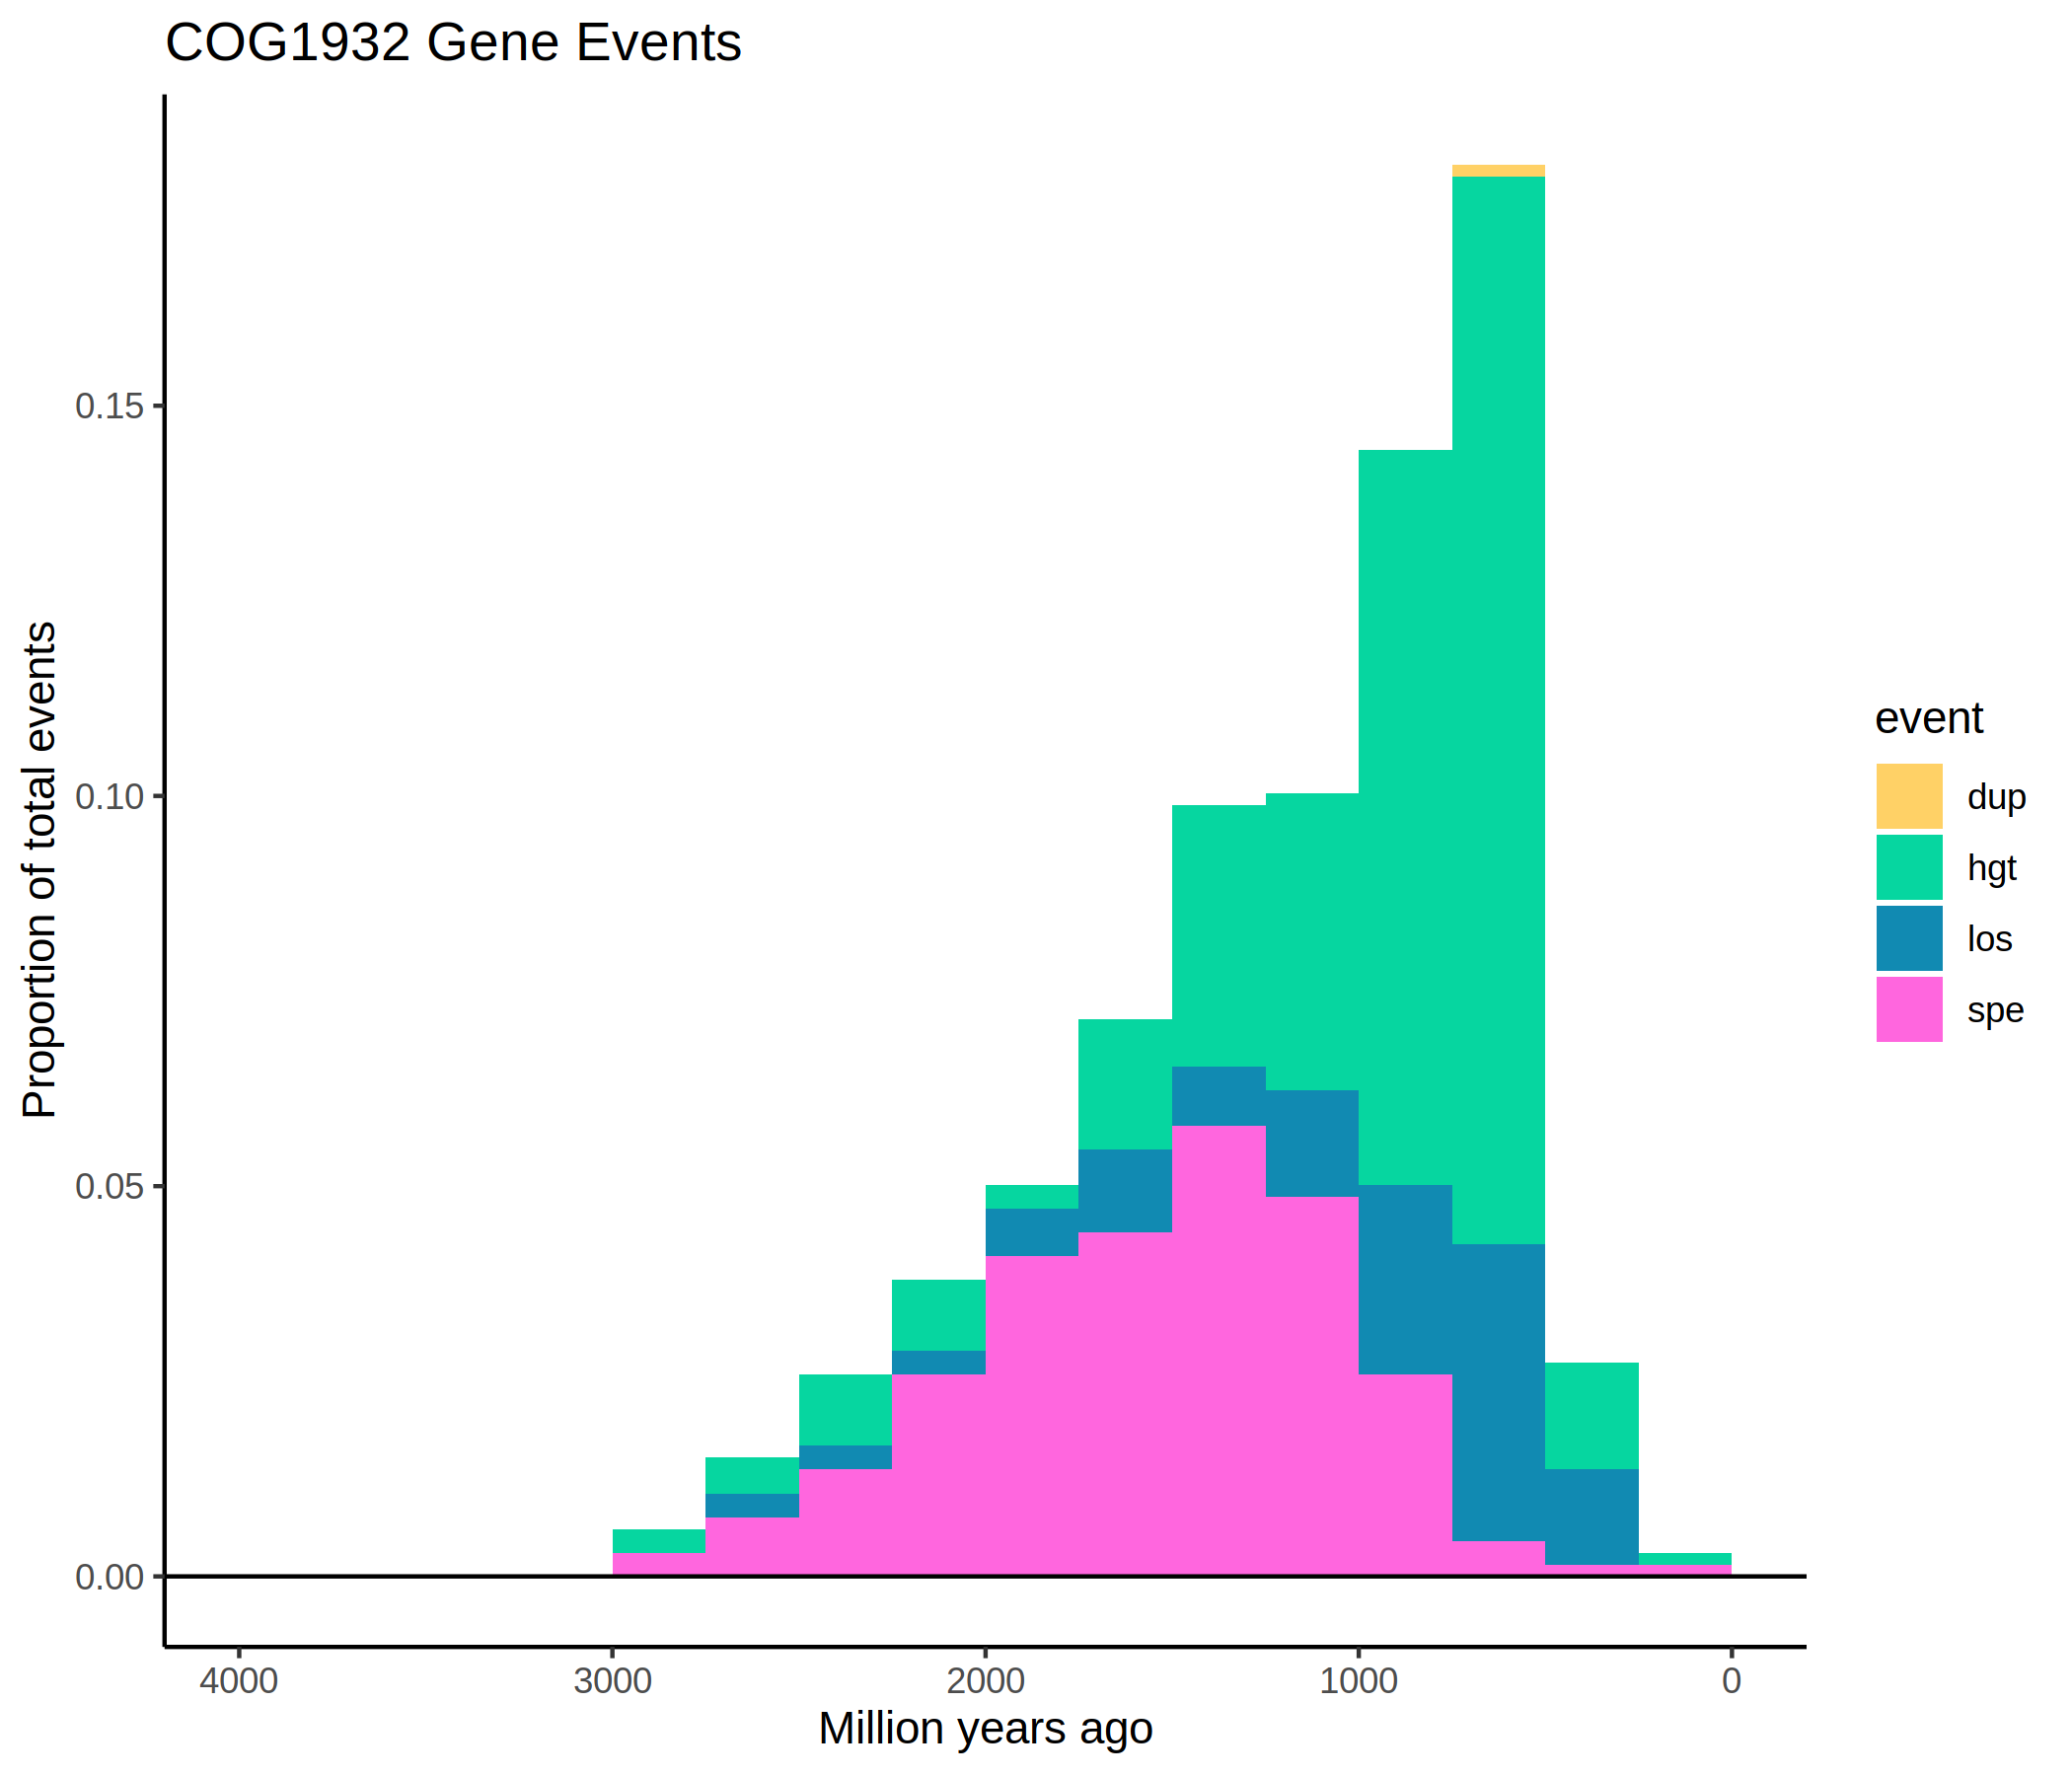 COG1932 Gene Events
Proportion of total events
0.15
0.10
0.05
0.00
4000 3000 2000 1000 0
Million years ago
event
dup
hgt
los
spe